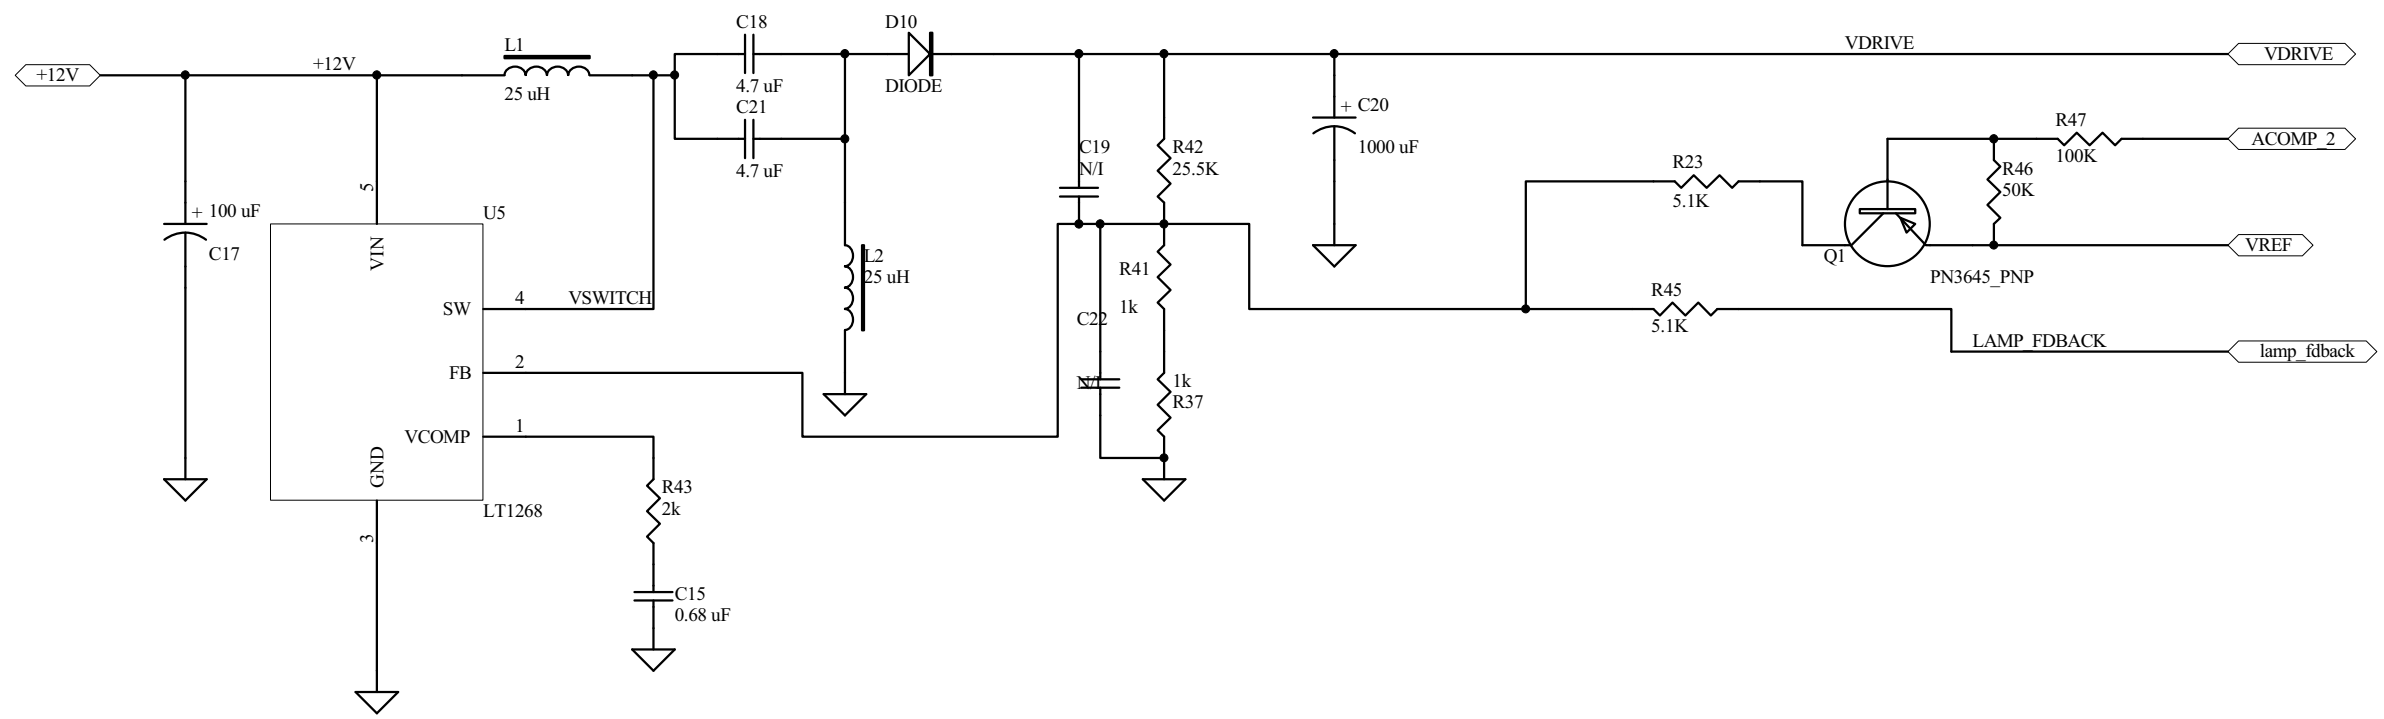 C18
D10
L1
+12V
+12V
25 uH
4.7 uF
DIODE
C21
4.7 uF
VDRIVE
VDRIVE
+ C20
1000 uF
C19
N/I
R42
25.5K
R47
100K
ACOMP_2
R23
5.1K
R46
50K
5
+ 100 uF
C17
U5
VIN
L2
25 uH
Q1
VREF
PN3645_PNP
SW
4
VSWITCH
R41
1k
C22
R45
5.1K
LAMP_FDBACK
lamp_fdback
FB
2
N/I
1k
R37
VCOMP
1
GND
R43
2k
LT1268
3
C15
0.68 uF